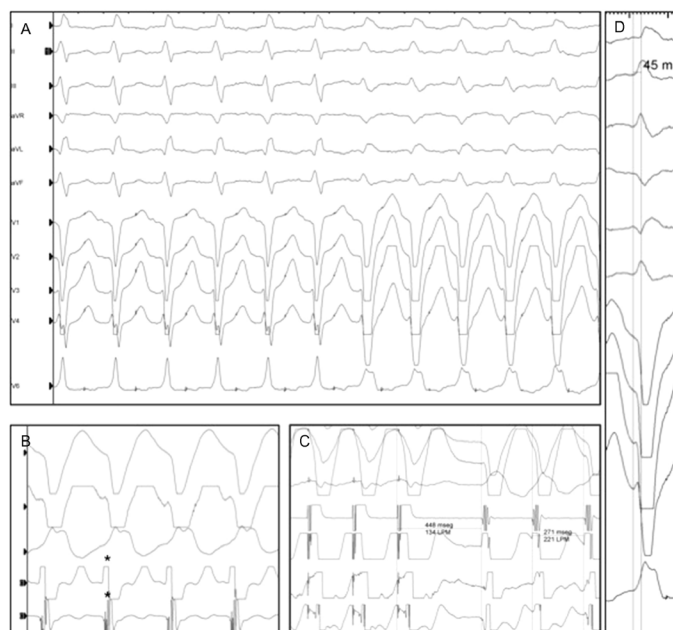 A
I
II
III
aVR
aVL
aVF
V1
V2
V3
V4
V6
D
45 m
B
*
*
C
448 mseg
134 LPM
271 mseg
221 LPM